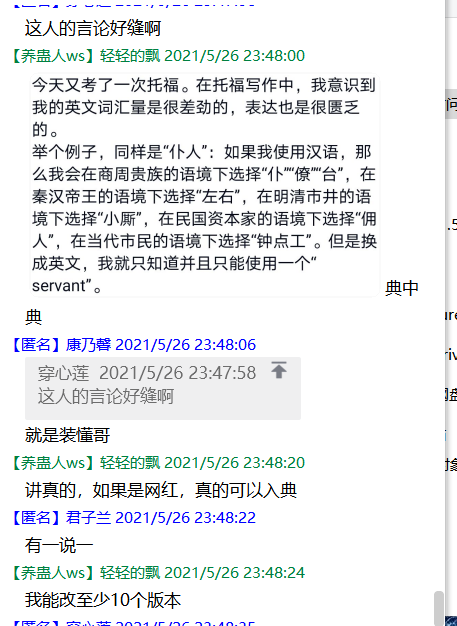 这人的言论好缝啊
【养蛊人ws】轻轻的飘 2021/5/26 23:48:00
今天又考了一次托福。在托福写作中，我意识到
我的英文词汇量是很差劲的，表达也是很匮乏
的。
举个例子，同样是“仆人”：如果我使用汉语，那
么我会在商周贵族的语境下选择“仆”“僚”“台”，在
秦汉帝王的语境下选择“左右”，在明清市井的语
境下选择“小厮”，在民国资本家的语境下选择“佣
人”，在当代市民的语境下选择“钟点工”。但是换
成英文，我就只知道并且只能使用一个“
servant”。
典中
典
【匿名】康乃馨 2021/5/26 23:48:06
穿心莲 2021/5/26 23:47:58
这人的言论好缝啊
就是装懂哥
【养蛊人ws】轻轻的飘 2021/5/26 23:48:20
讲真的，如果是网红，真的可以入典
【匿名】君子兰 2021/5/26 23:48:22
有一说一
【养蛊人ws】轻轻的飘 2021/5/26 23:48:24
我能改至少10个版本